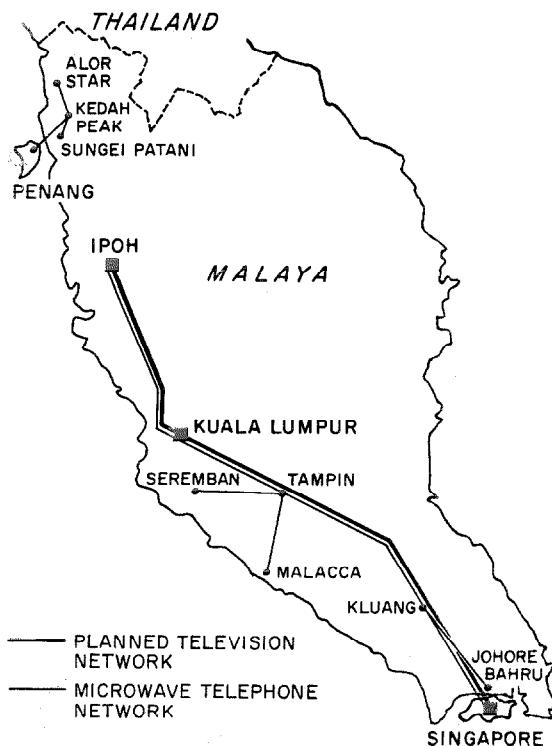 THAILAND
ALOR
STAR
KEDAH
PEAK
SUNGEI PATANI
PENANG
IPOH
MALAYA
KUALA LUMPUR
SEREMBAN
TAMPIN
MALACCA
KLUANG
JOHORE
BAHRU
SINGAPORE
PLANNED TELEVISION
NETWORK
MICROWAVE TELEPHONE
NETWORK